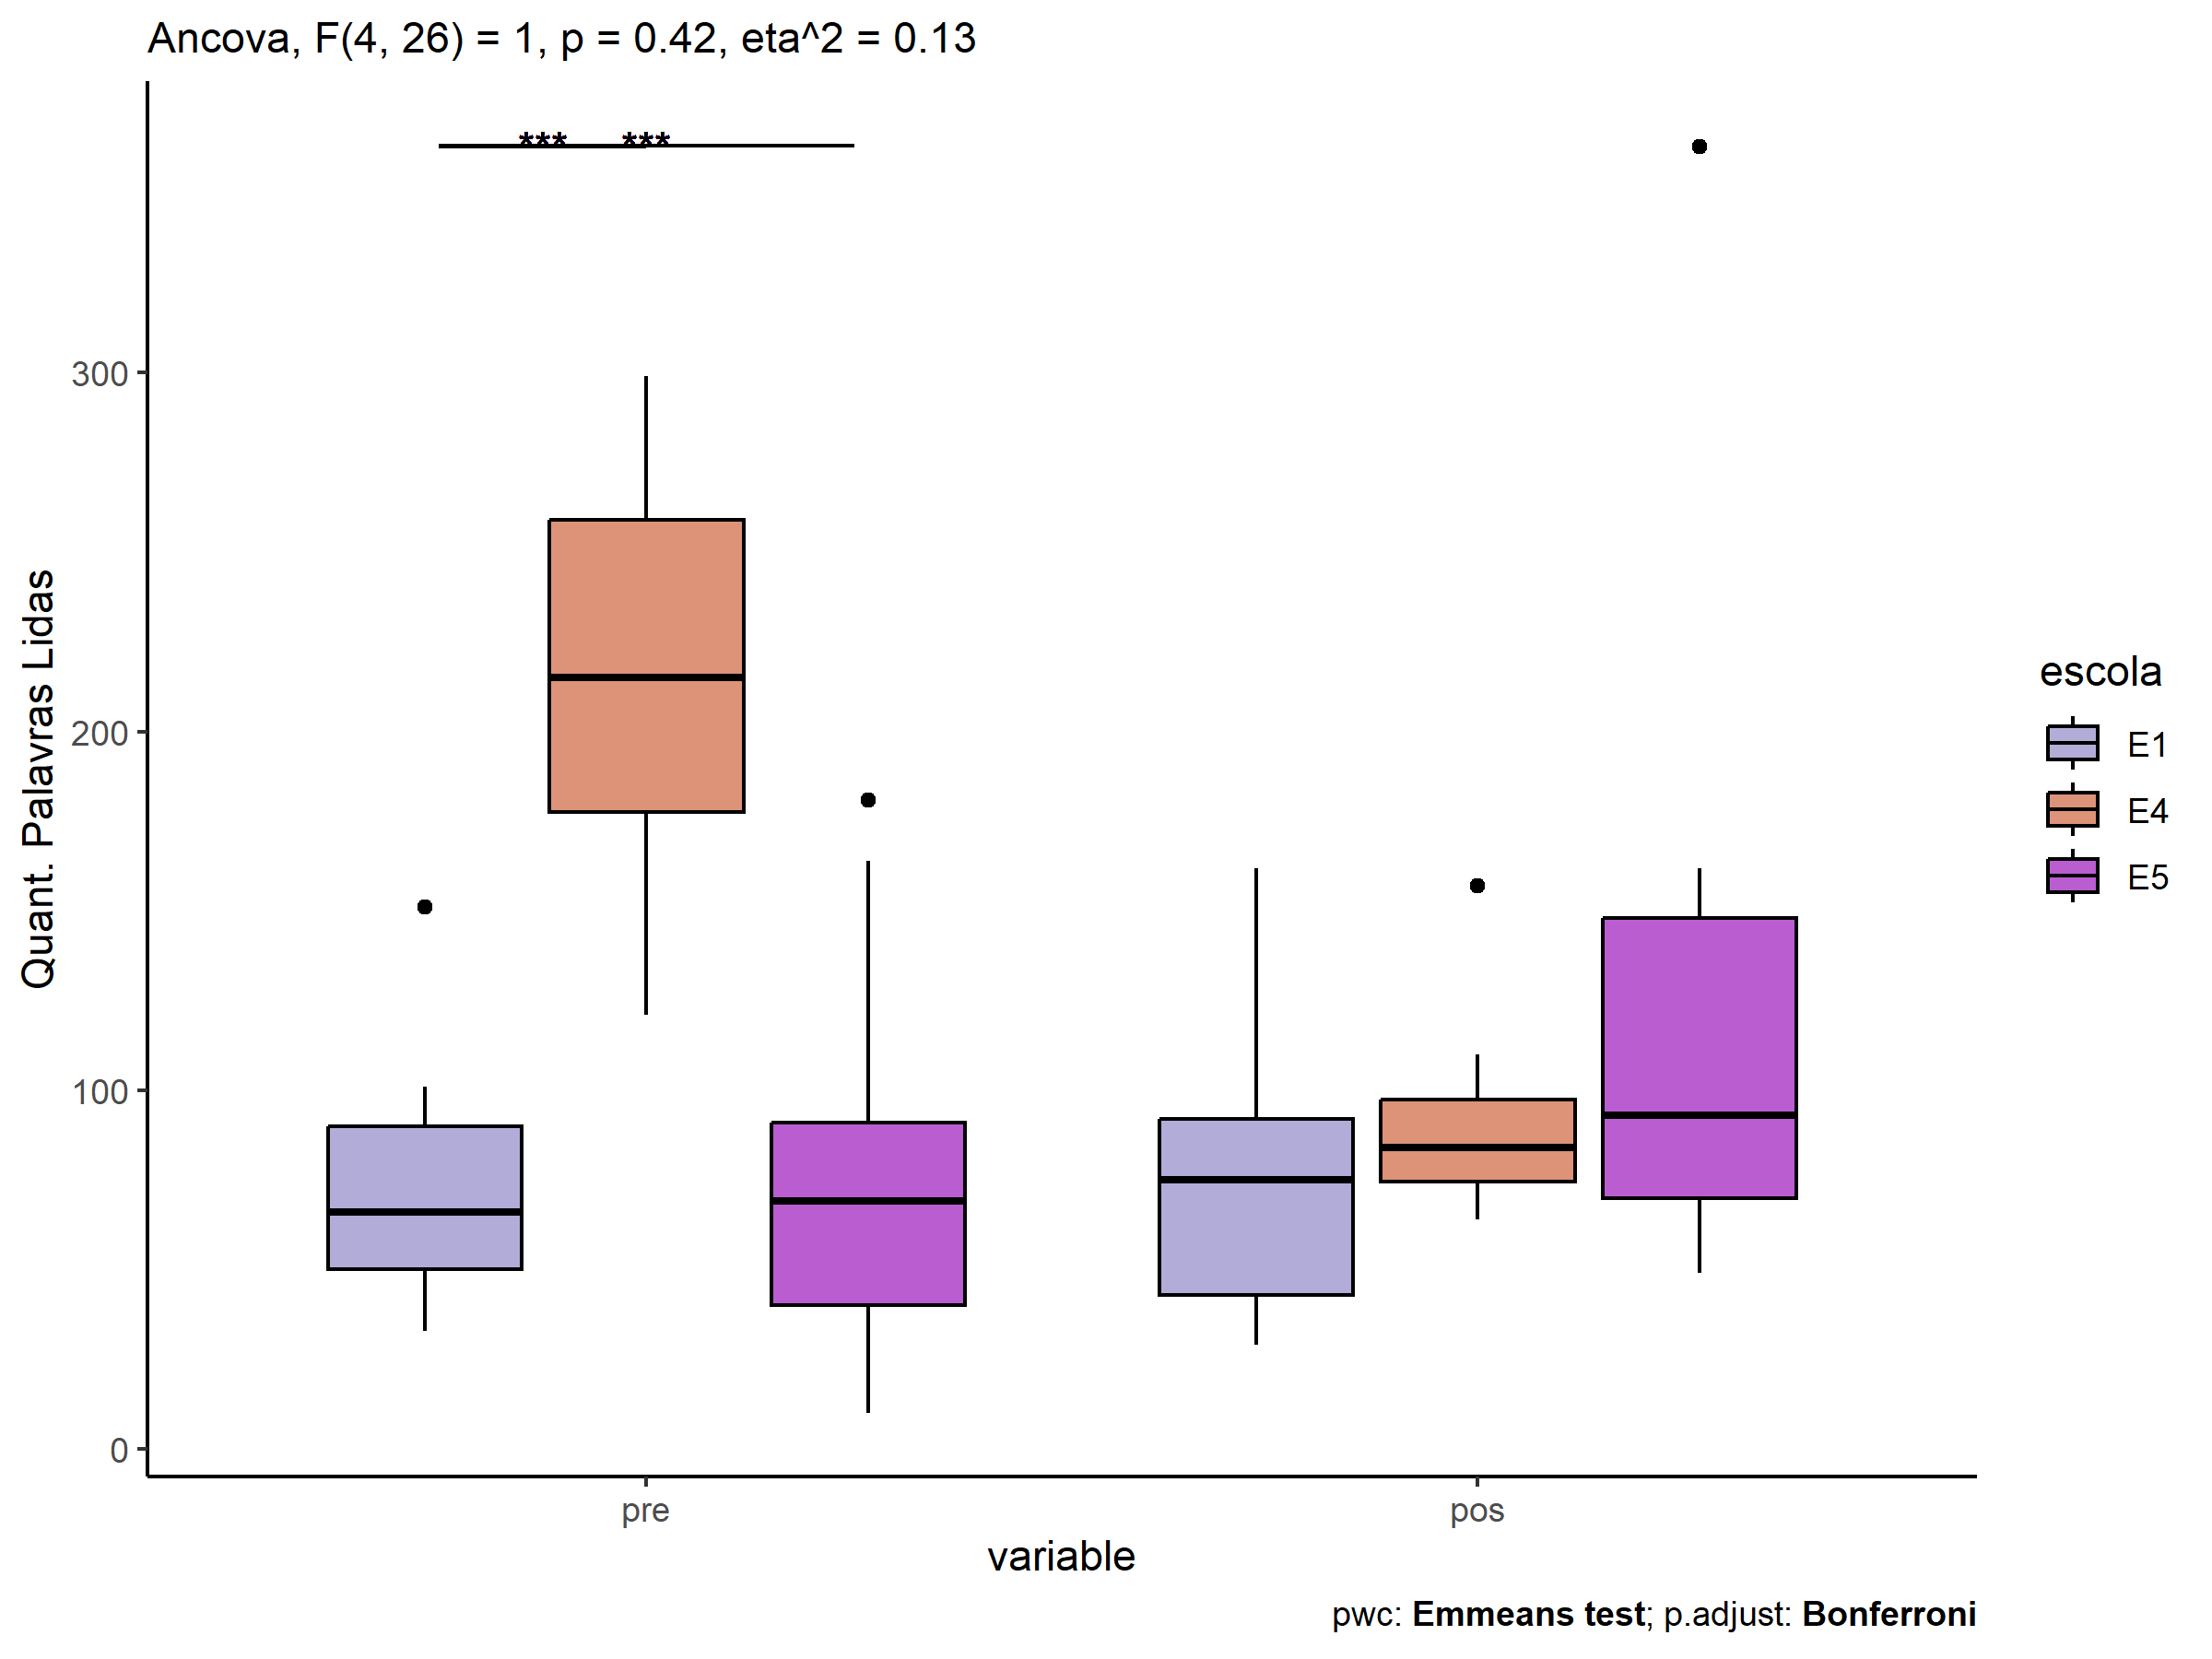 Ancova, F(4, 26) = 1, p = 0.42, eta^2 = 0.13
*** ***
300
200
100
0
Quant. Palavras Lidas
pre pos
variable
escola
E1
E4
E5
pwc: Emmeans test; p.adjust: Bonferroni